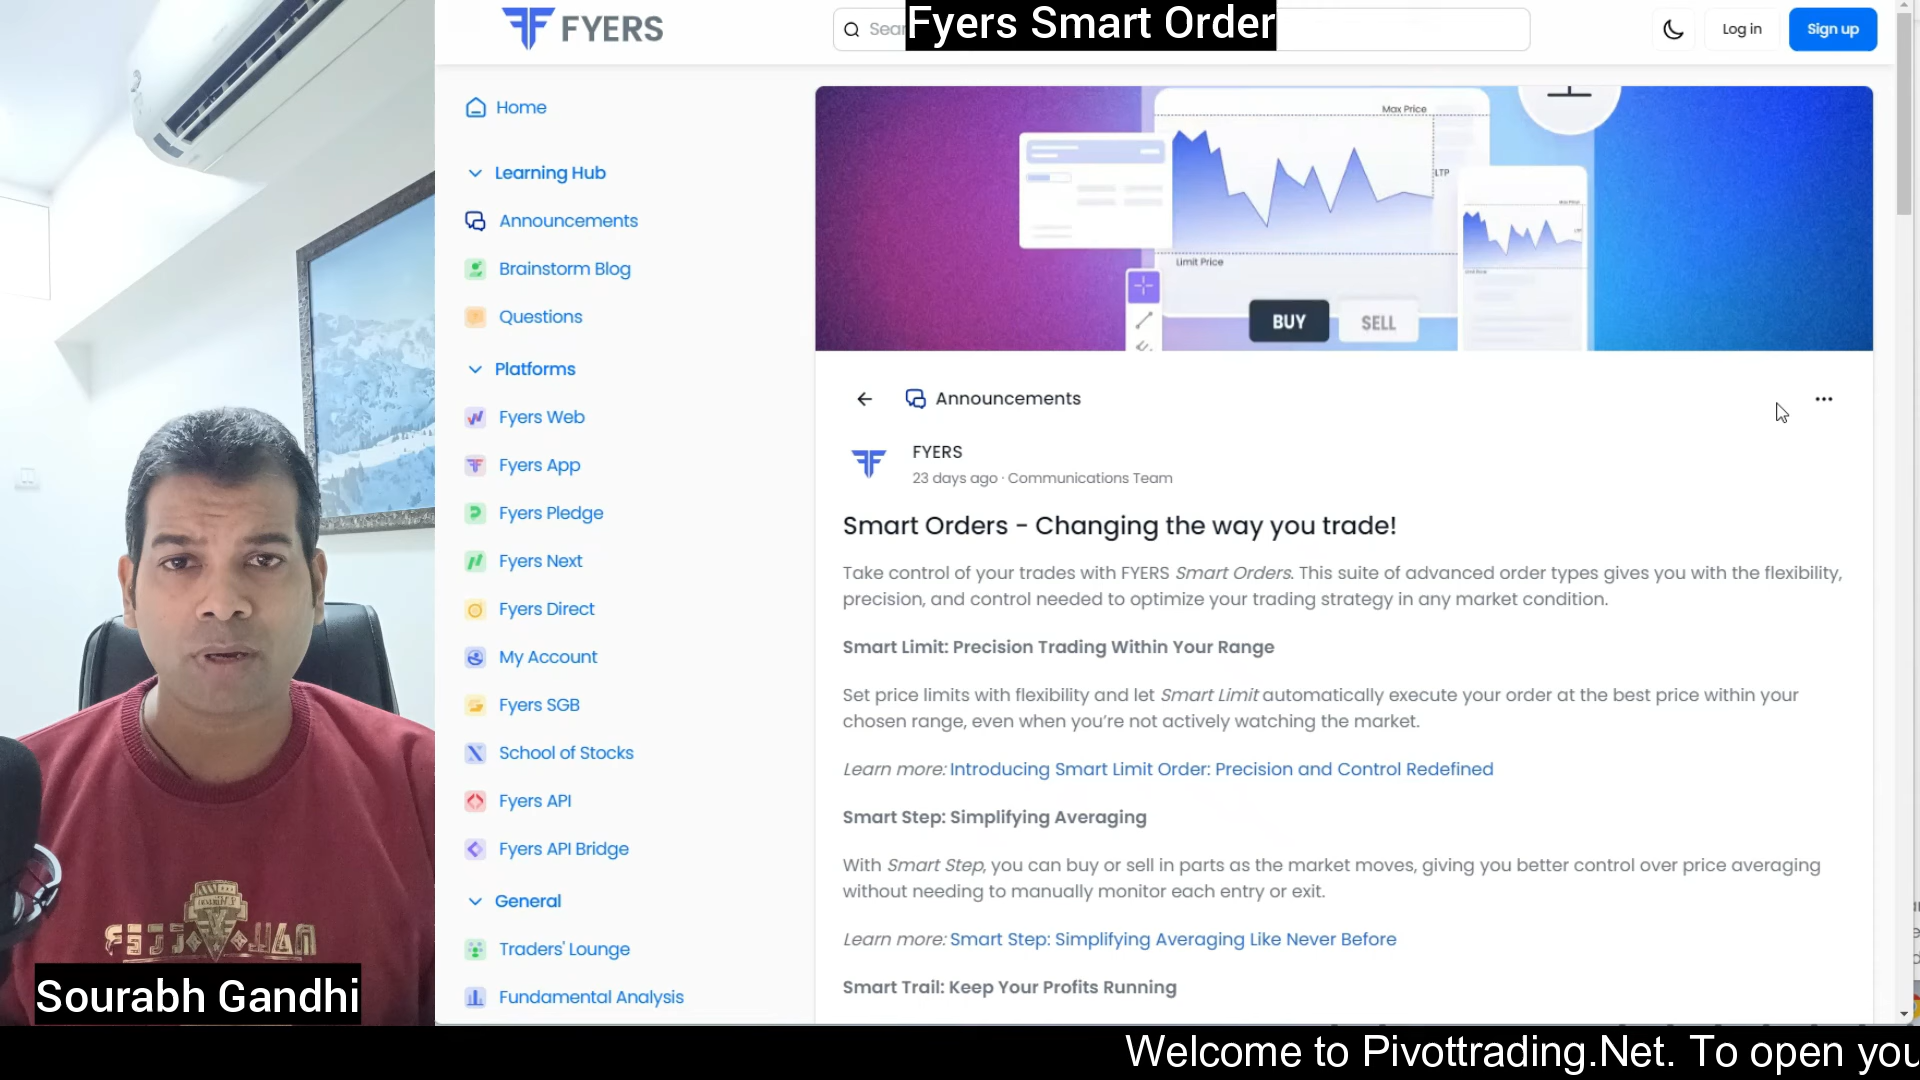 FYERS
Fyers Smart Order
Log in
Sign up
Home
Learning Hub
Announcements
Brainstorm Blog
Questions
Platforms
Fyers Web
Fyers App
Fyers Pledge
Fyers Next
Fyers Direct
My Account
Fyers SGB
School of Stocks
Fyers API
Fyers API Bridge
General
Traders' Lounge
Fundamental Analysis
Max Price
LTP
Limit Price
BUY
SELL
Announcements
FYERS
23 days ago · Communications Team
Smart Orders - Changing the way you trade!
Take control of your trades with FYERS Smart Orders. This suite of advanced order types gives you with the flexibility,
precision, and control needed to optimize your trading strategy in any market condition.
Smart Limit: Precision Trading Within Your Range
Set price limits with flexibility and let Smart Limit automatically execute your order at the best price within your
chosen range, even when you’re not actively watching the market.
Learn more: Introducing Smart Limit Order: Precision and Control Redefined
Smart Step: Simplifying Averaging
With Smart Step, you can buy or sell in parts as the market moves, giving you better control over price averaging
without needing to manually monitor each entry or exit.
Learn more: Smart Step: Simplifying Averaging Like Never Before
Smart Trail: Keep Your Profits Running
Sourabh Gandhi
Welcome to Pivottrading.Net. To open you